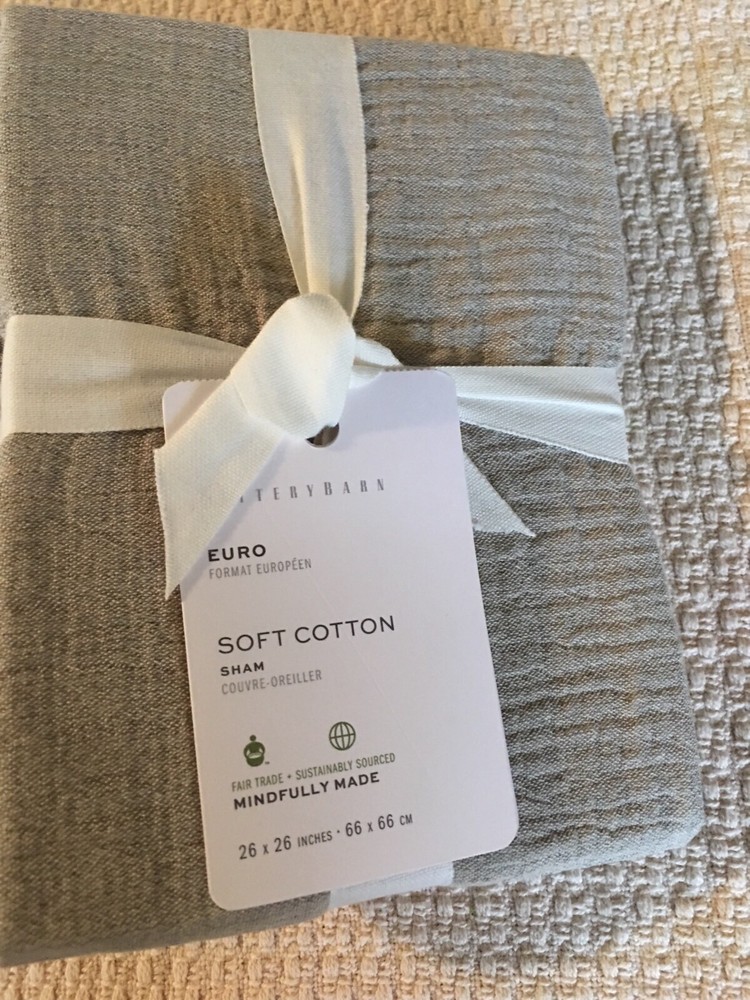 TTERYBARN
EURO
FORMAT EUROPÉEN
SOFT COTTON
SHAM
COUVRE-OREILLER
FAIR TRADE + SUSTAINABLY SOURCED
MINDFULLY MADE
26 x 26 INCHES • 66 x 66 CM